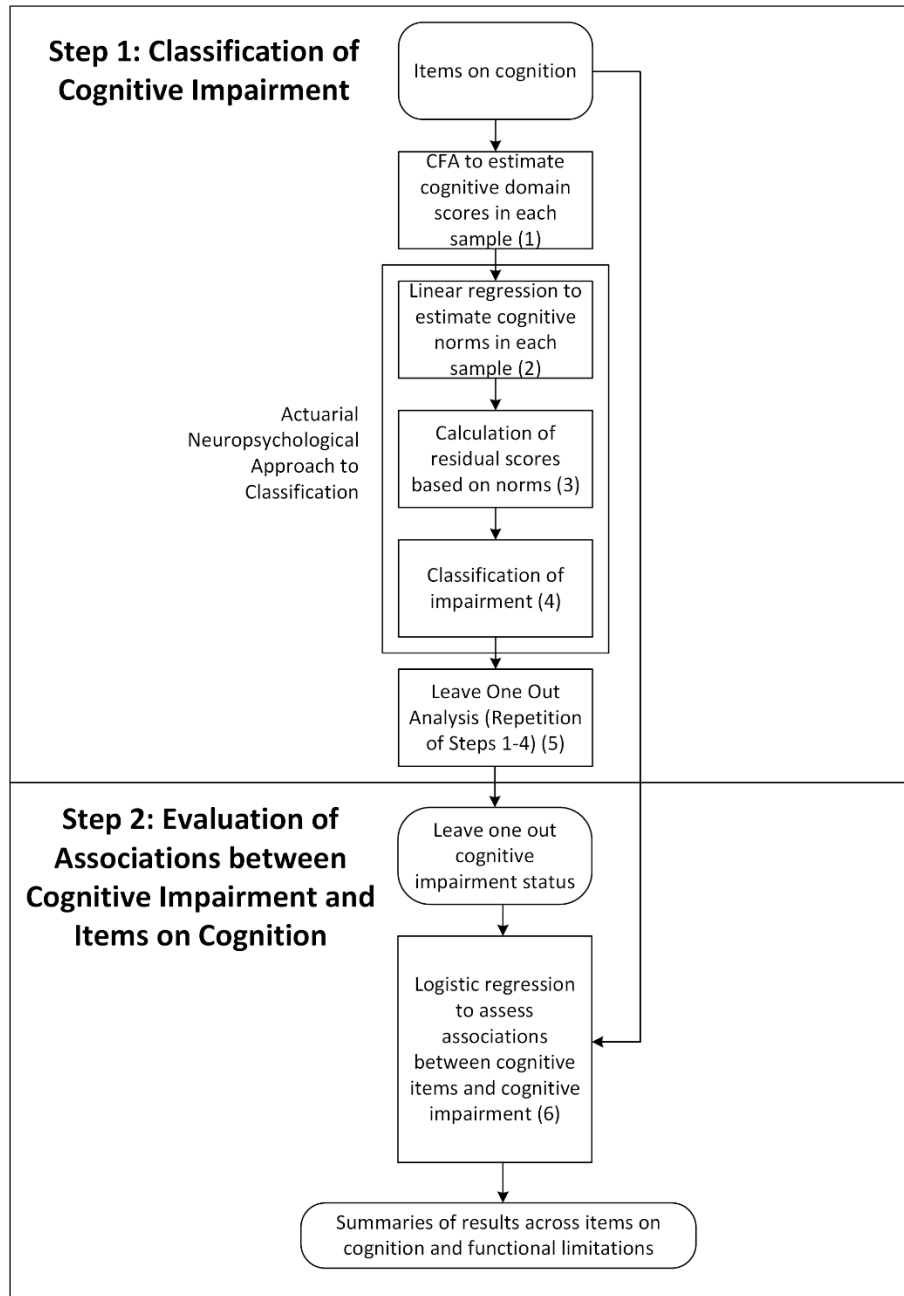 Step 1: Classification of
Cognitive Impairment
Items on cognition
CFA to estimate
cognitive domain
scores in each
sample (1)
Linear regression to
estimate cognitive
norms in each
sample (2)
Actuarial
Neuropsychological
Approach to
Classification
Calculation of
residual scores
based on norms (3)
Classification of
impairment (4)
Leave One Out
Analysis (Repetition
of Steps 1-4) (5)
Step 2: Evaluation of
Associations between
Cognitive Impairment and
Items on Cognition
Leave one out
cognitive
impairment status
Logistic regression
to assess
associations
between cognitive
items and cognitive
impairment (6)
Summaries of results across items on
cognition and functional limitations